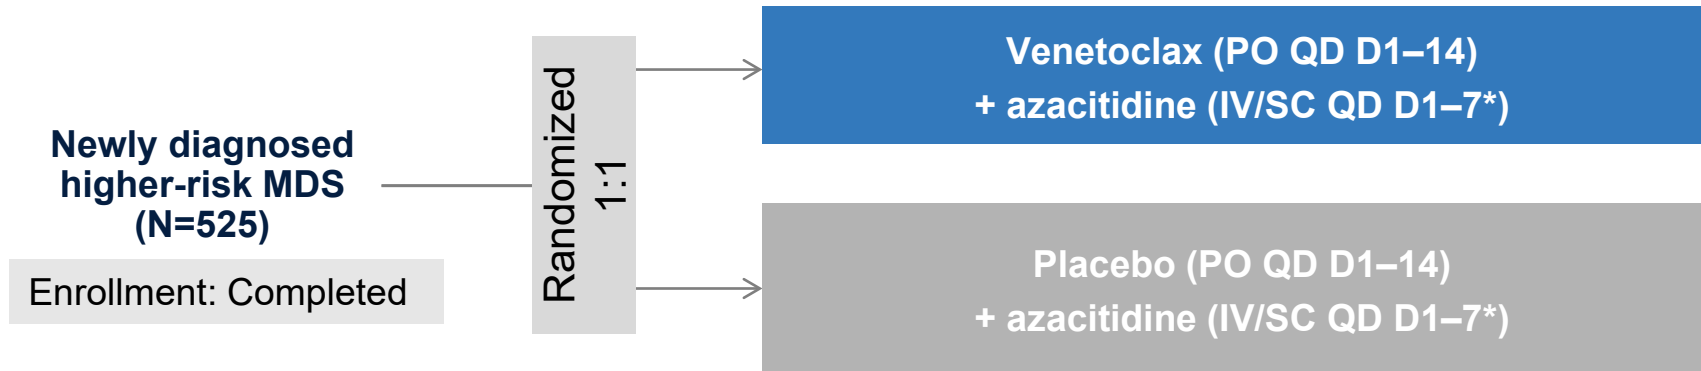 Newly diagnosed
higher-risk MDS
(N=525)
Enrollment: Completed
Randomized
1:1
Venetoclax (PO QD D1–14)
+ azacitidine (IV/SC QD D1–7*)
Placebo (PO QD D1–14)
+ azacitidine (IV/SC QD D1–7*)